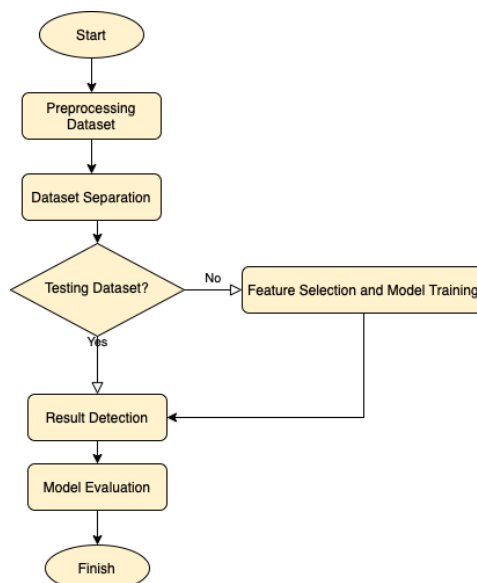 Start
Preprocessing
Dataset
Dataset Separation
Testing Dataset?
No
Feature Selection and Model Training
Yes
Result Detection
Model Evaluation
Finish